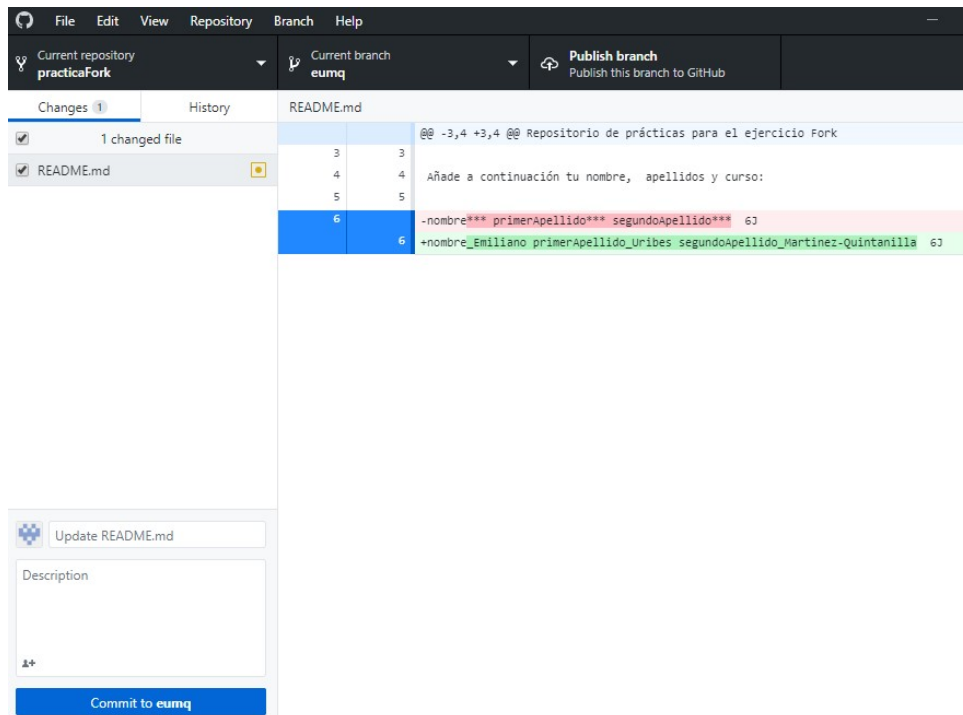 File Edit View Repository Branch Help
Current repository
practicaFork
Current branch
eumq
Publish branch
Publish this branch to GitHub
Changes 1 History
README.md
1 changed file
README.md
@@ -3,4 +3,4 @@ Repositorio de prácticas para el ejercicio Fork
3 3
4 4 Añade a continuación tu nombre, apellidos y curso:
5 5
6 -nombre*** primerApellido*** segundoApellido*** 6J
6 +nombre_Emiliano primerApellido_Uribes segundoApellido_Martinez-Quintanilla 6J
Update README.md
Description
Commit to eumq